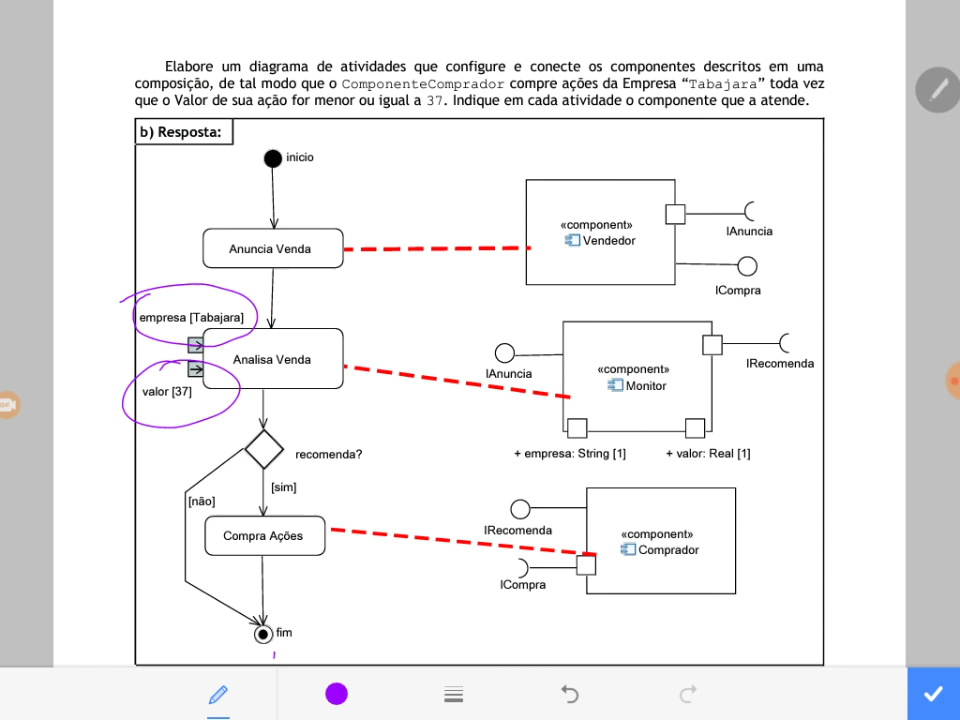 Elabore um diagrama de atividades que configure e conecte os componentes descritos em uma
composição, de tal modo que o ComponenteComprador compre ações da Empresa “Tabajara” toda vez
que o Valor de sua ação for menor ou igual a 37. Indique em cada atividade o componente que a atende.
b) Resposta:
inicio
Anuncia Venda
«component»
Vendedor
IAnuncia
ICompra
empresa [Tabajara]
Analisa Venda
valor [37]
IAnuncia
«component»
Monitor
IRecomenda
+ empresa: String [1]
+ valor: Real [1]
recomenda?
[não]
[sim]
Compra Ações
IRecomenda
ICompra
«component»
Comprador
fim